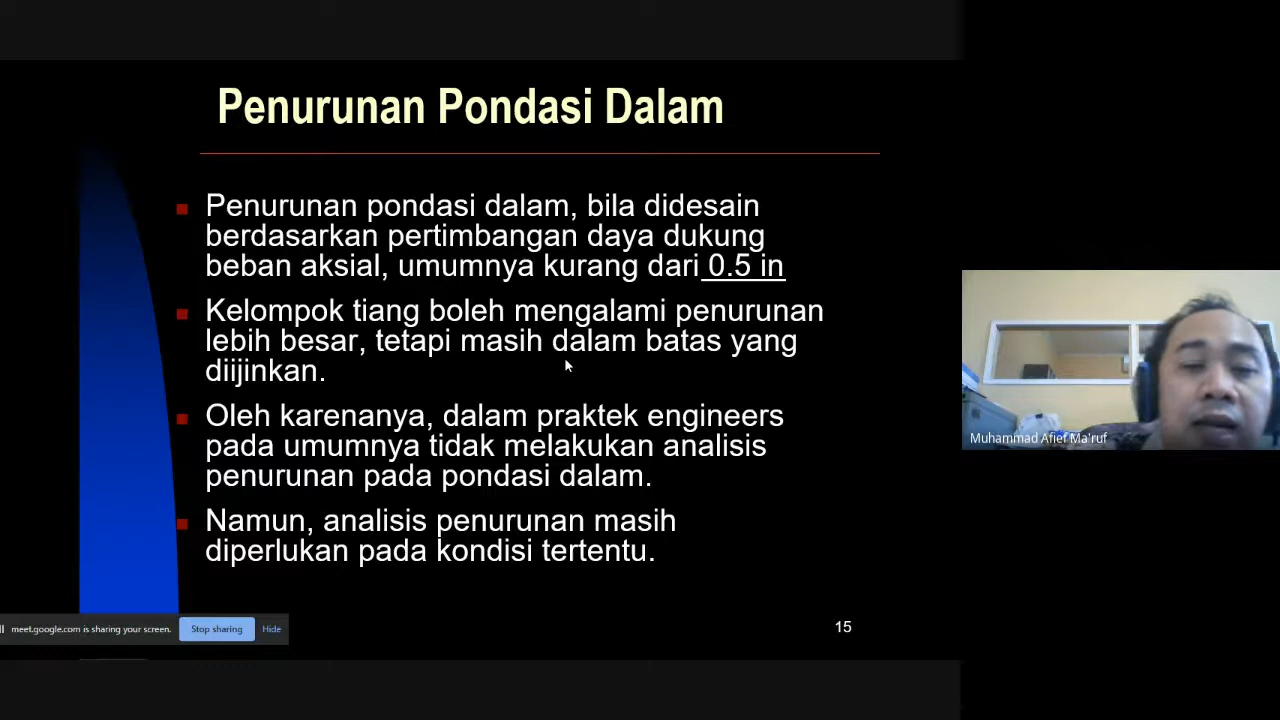 Penurunan Pondasi Dalam
Penurunan pondasi dalam, bila didesain
berdasarkan pertimbangan daya dukung
beban aksial, umumnya kurang dari 0.5 in
Kelompok tiang boleh mengalami penurunan
lebih besar, tetapi masih dalam batas yang
diijinkan.
Oleh karenanya, dalam praktek engineers
pada umumnya tidak melakukan analisis
penurunan pada pondasi dalam.
Namun, analisis penurunan masih
diperlukan pada kondisi tertentu.
15
meet.google.com is sharing your screen.
Stop sharing
Hide
Muhammad Afief Ma'ruf